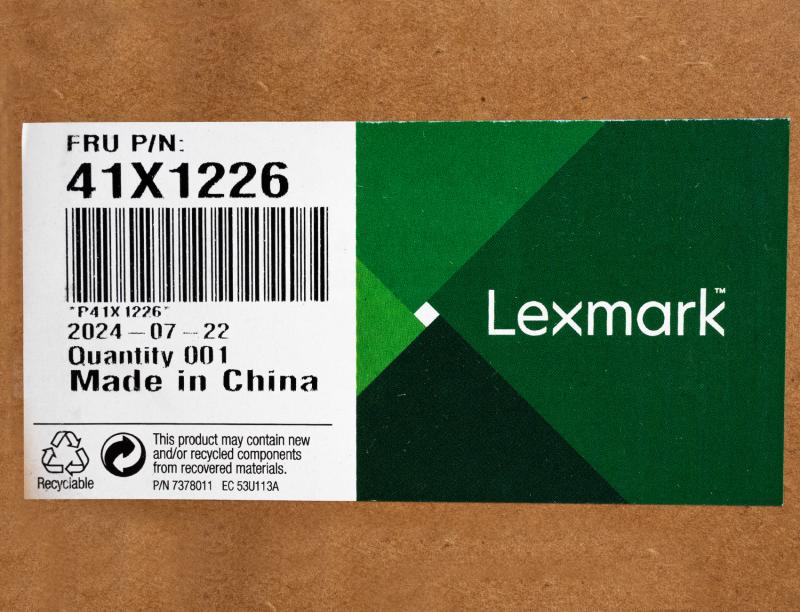 FRU P/N:
41X1226
*P41X1226*
2024-07-22
Quantity 001
Made in China
Recyclable
This product may contain new
and/or recycled components
from recovered materials.
P/N 7378011 EC 53U113A
Lexmark™